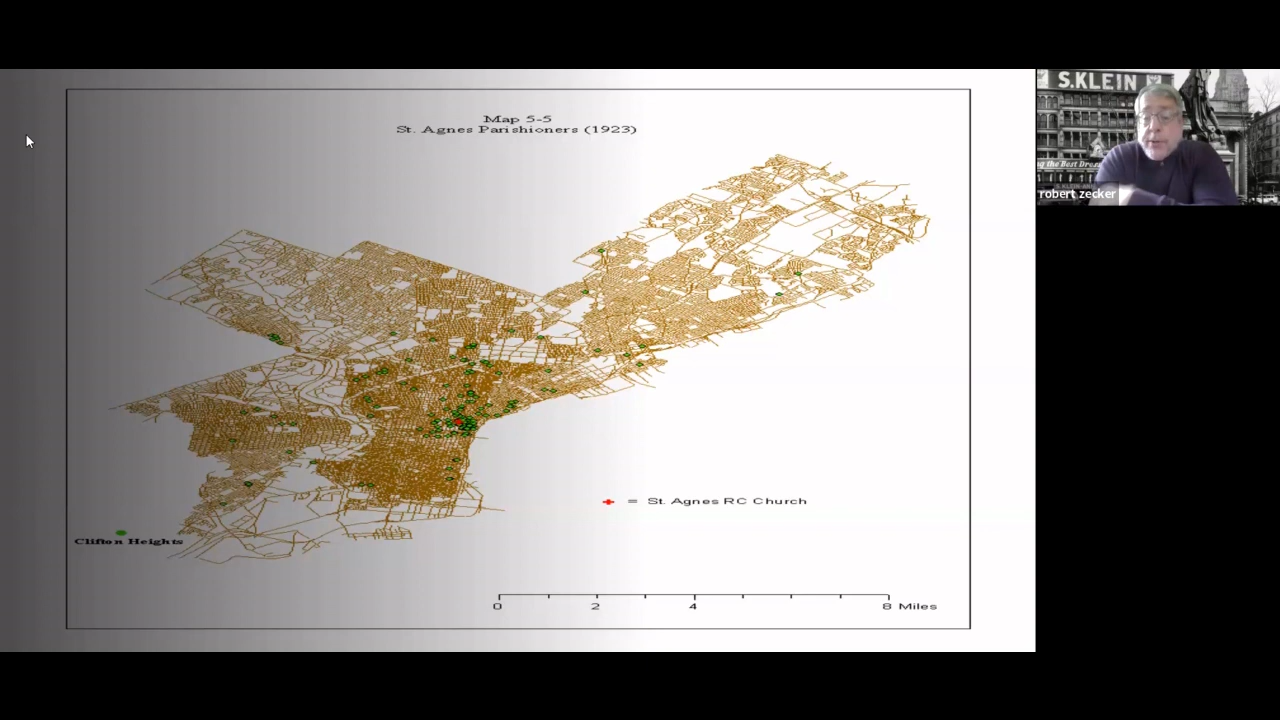 Map 5-5
St. Agnes Parishioners (1923)
= St. Agnes RC Church
Clifton Heights
0 2 4 8 Miles
S.KLEIN
robert zecker